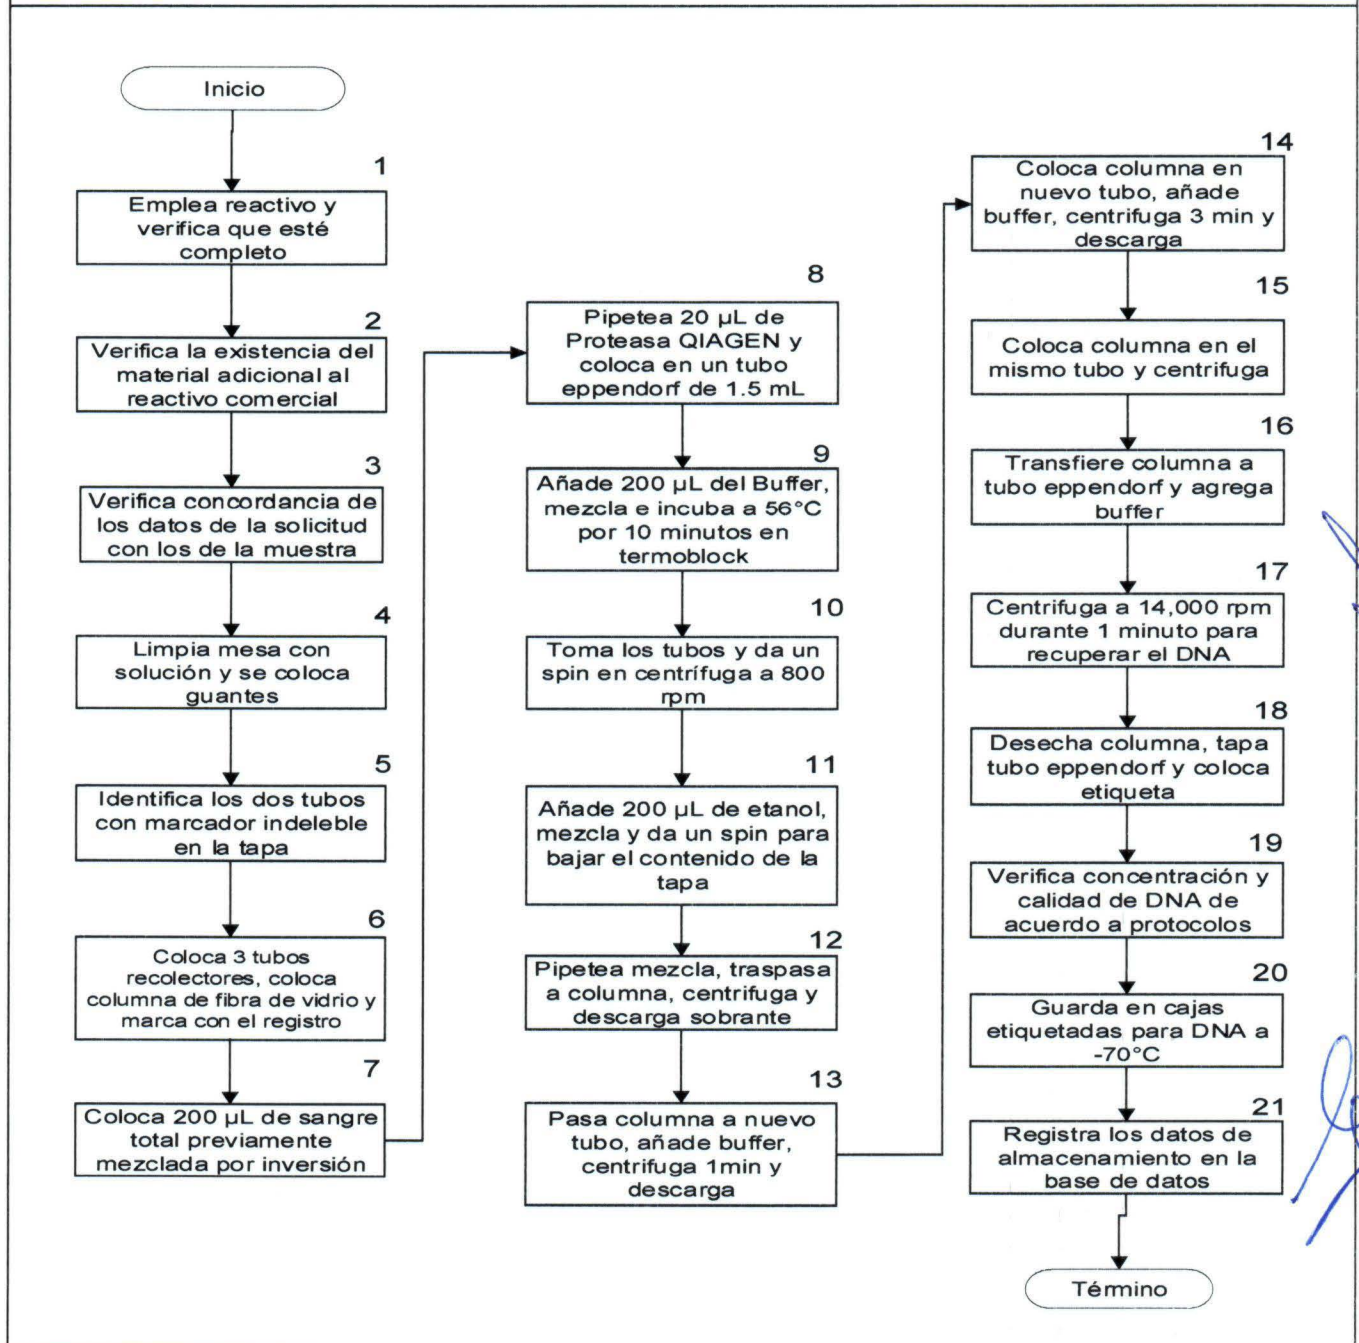 Inicio
1
Emplea reactivo y
verifica que esté
completo
2
Verifica la existencia del
material adicional al
reactivo comercial
3
Verifica concordancia de
los datos de la solicitud
con los de la muestra
4
Limpia mesa con
solución y se coloca
guantes
5
Identifica los dos tubos
con marcador indeleble
en la tapa
6
Coloca 3 tubos
recolectores, coloca
columna de fibra de vidrio y
marca con el registro
7
Coloca 200 µL de sangre
total previamente
mezclada por inversión
8
Pipetea 20 µL de
Proteasa QIAGEN y
coloca en un tubo
eppendorf de 1.5 mL
9
Añade 200 µL del Buffer,
mezcla e incuba a 56°C
por 10 minutos en
termoblock
10
Toma los tubos y da un
spin en centrífuga a 800
rpm
11
Añade 200 µL de etanol,
mezcla y da un spin para
bajar el contenido de la
tapa
12
Pipetea mezcla, traspasa
a columna, centrifuga y
descarga sobrante
13
Pasa columna a nuevo
tubo, añade buffer,
centrifuga 1min y
descarga
14
Coloca columna en
nuevo tubo, añade
buffer, centrifuga 3 min y
descarga
15
Coloca columna en el
mismo tubo y centrifuga
16
Transfiere columna a
tubo eppendorf y agrega
buffer
17
Centrifuga a 14,000 rpm
durante 1 minuto para
recuperar el DNA
18
Desecha columna, tapa
tubo eppendorf y coloca
etiqueta
19
Verifica concentración y
calidad de DNA de
acuerdo a protocolos
20
Guarda en cajas
etiquetadas para DNA a
-70°C
21
Registra los datos de
almacenamiento en la
base de datos
Término